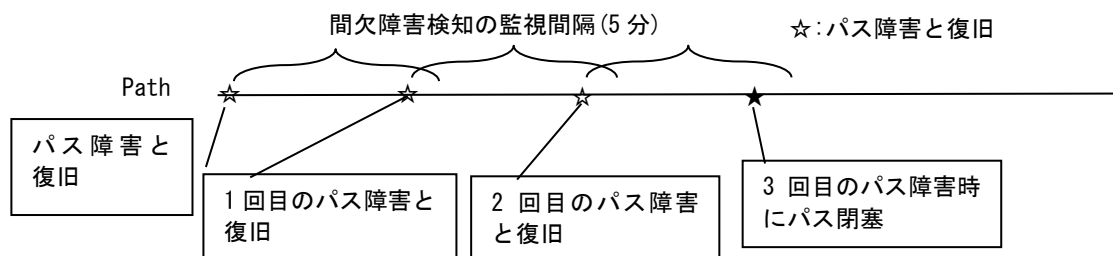 間欠障害検知の監視間隔(5 分)
☆:パス障害と復旧
Path
パス障害と
復旧
1 回目のパス障害と
復旧
2 回目のパス障害
と復旧
3 回目のパス障害時
にパス閉塞